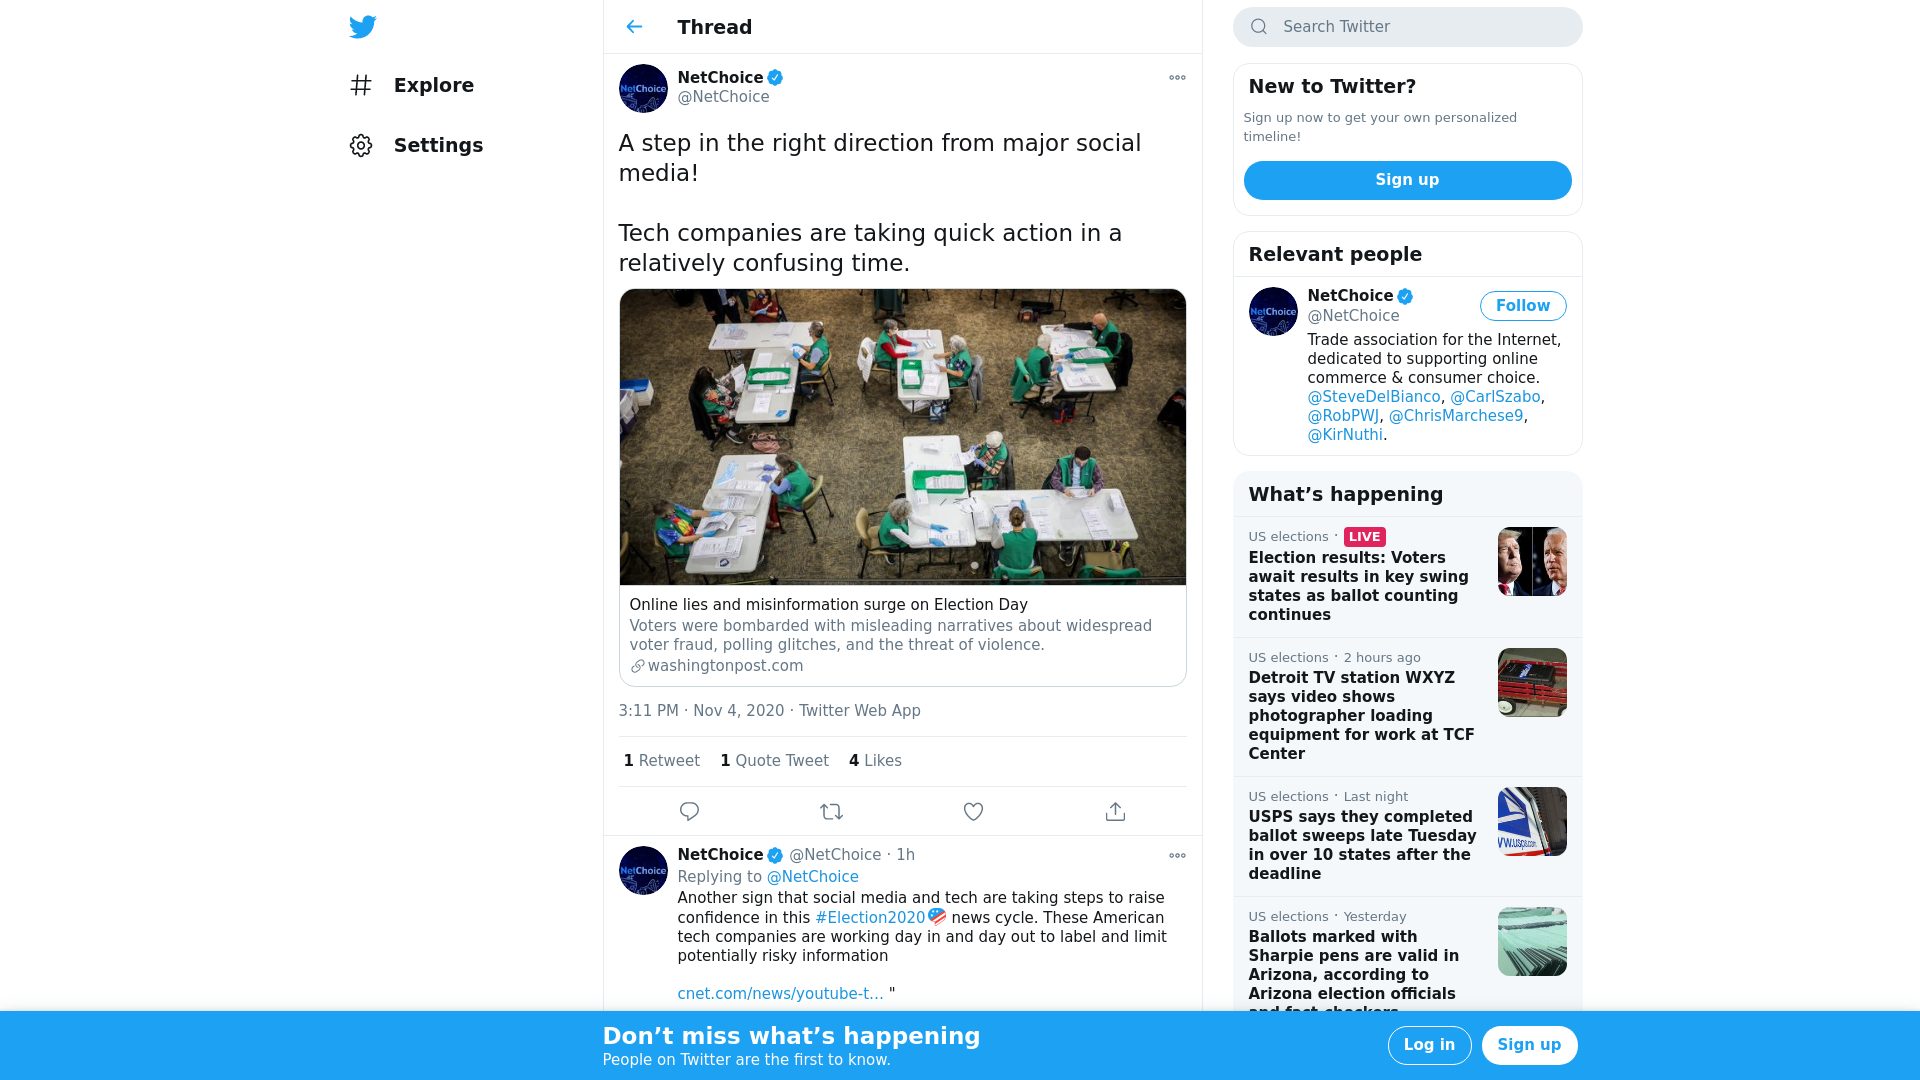 Explore
Settings
Thread
NetChoice
NetChoice
@NetChoice
A step in the right direction from major social
media!
Tech companies are taking quick action in a
relatively confusing time.
Online lies and misinformation surge on Election Day
Voters were bombarded with misleading narratives about widespread
voter fraud, polling glitches, and the threat of violence.
washingtonpost.com
3:11 PM · Nov 4, 2020 · Twitter Web App
1 Retweet 1 Quote Tweet 4 Likes
NetChoice
NetChoice @NetChoice · 1h
Replying to @NetChoice
Another sign that social media and tech are taking steps to raise
confidence in this #Election2020 news cycle. These American
tech companies are working day in and day out to label and limit
potentially risky information
cnet.com/news/youtube-t… "
Search Twitter
New to Twitter?
Sign up now to get your own personalized
timeline!
Sign up
Relevant people
NetChoice
NetChoice
@NetChoice
Follow
Trade association for the Internet,
dedicated to supporting online
commerce & consumer choice.
@SteveDelBianco, @CarlSzabo,
@RobPWJ, @ChrisMarchese9,
@KirNuthi.
What’s happening
US elections · LIVE
Election results: Voters
await results in key swing
states as ballot counting
continues
US elections · 2 hours ago
Detroit TV station WXYZ
says video shows
photographer loading
equipment for work at TCF
Center
US elections · Last night
USPS says they completed
ballot sweeps late Tuesday
in over 10 states after the
deadline
US elections · Yesterday
Ballots marked with
Sharpie pens are valid in
Arizona, according to
Arizona election officials
and fact-checkers
Don’t miss what’s happening
People on Twitter are the first to know.
Log in
Sign up